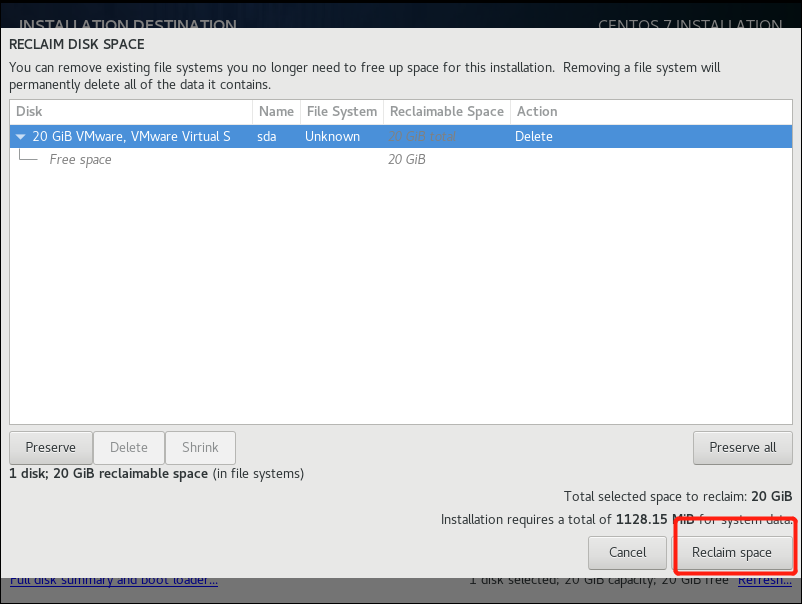 INSTALLATION DESTINATION
CENTOS 7 INSTALLATION
RECLAIM DISK SPACE
You can remove existing file systems you no longer need to free up space for this installation. Removing a file system will
permanently delete all of the data it contains.
Disk Name File System Reclaimable Space Action
20 GiB VMware, VMware Virtual S sda Unknown 20 GiB total Delete
Free space 20 GiB
Preserve Delete Shrink Preserve all
1 disk; 20 GiB reclaimable space (in file systems)
Total selected space to reclaim: 20 GiB
Installation requires a total of 1128.15 MiB for system data.
Cancel Reclaim space
Full disk summary and boot loader... 1 disk selected; 20 GiB capacity; 20 GiB free Refresh...